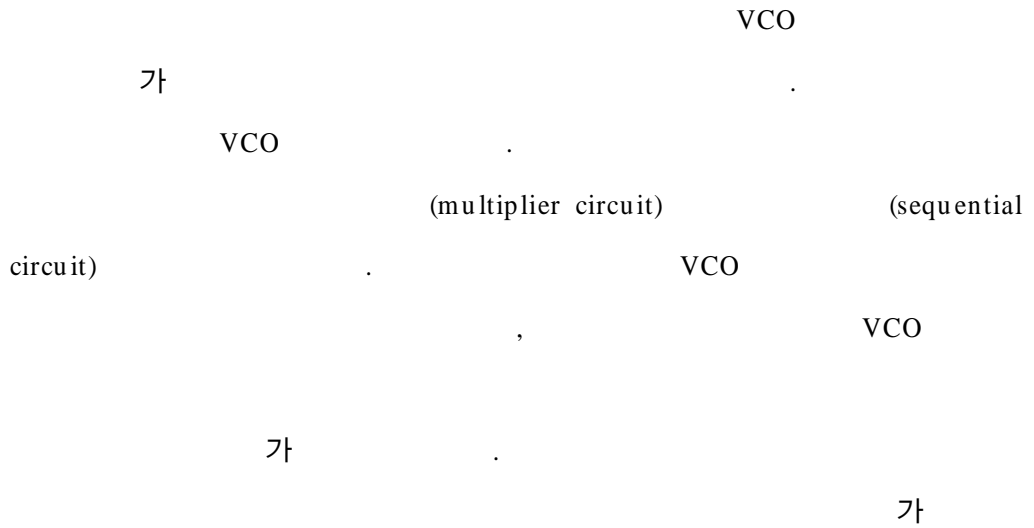 VCO
가 .
VCO .
(multiplier circuit) (sequential
circuit) . VCO
, VCO
가 .
가